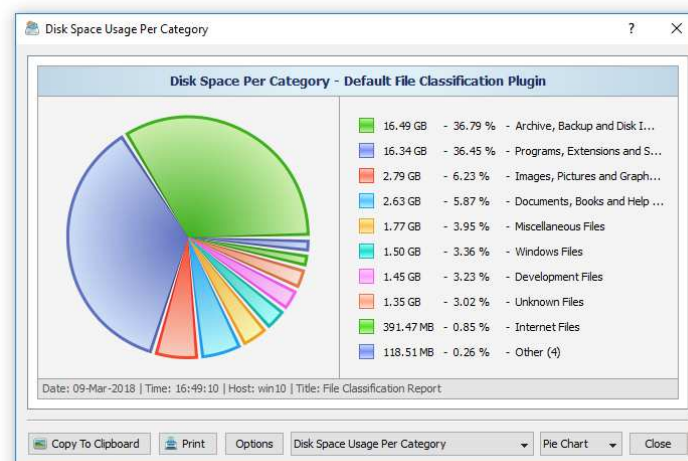 Disk Space Usage Per Category
?
Disk Space Per Category - Default File Classification Plugin
16.49 GB - 36.79 % - Archive, Backup and Disk I...
16.34 GB - 36.45 % - Programs, Extensions and S...
2.79 GB - 6.23 % - Images, Pictures and Graph...
2.63 GB - 5.87 % - Documents, Books and Help ...
1.77 GB - 3.95 % - Miscellaneous Files
1.50 GB - 3.36 % - Windows Files
1.45 GB - 3.23 % - Development Files
1.35 GB - 3.02 % - Unknown Files
391.47 MB - 0.85 % - Internet Files
118.51 MB - 0.26 % - Other (4)
Date: 09-Mar-2018 | Time: 16:49:10 | Host: win10 | Title: File Classification Report
Copy To Clipboard Print Options Disk Space Usage Per Category Pie Chart Close